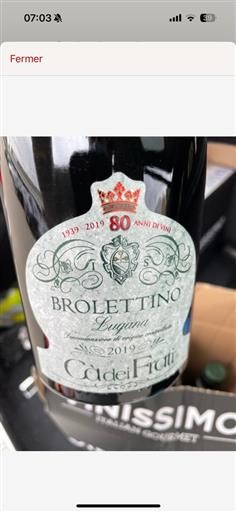 07:03
Fermer
1939 - 2019 80 ANNI DI VINI
BROLETTINO
Lugana
Denominazione di origine controllata
2019
Cà dei Frati
INISSIMO
ITALIAN GOURMET